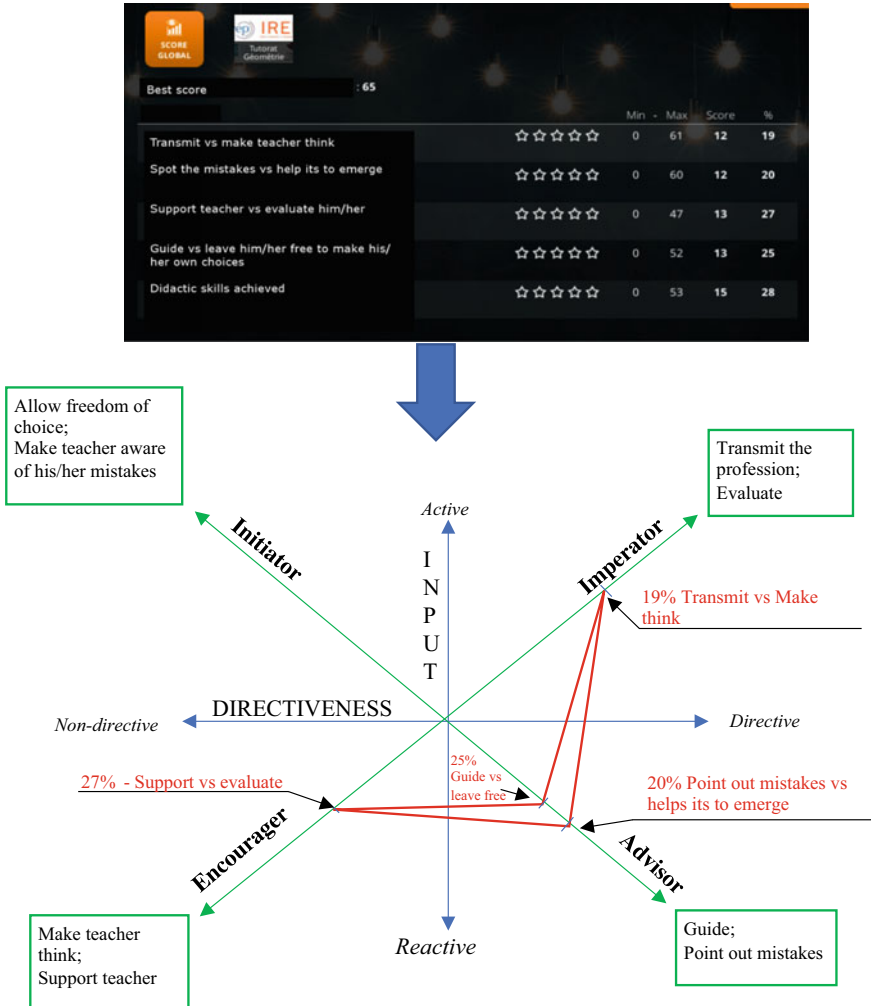 SCORE
GLOBAL
ep IRE
Tutorat
Géométrie
Best score : 65
Min - Max Score %
Transmit vs make teacher think 0 61 12 19
Spot the mistakes vs help its to emerge 0 60 12 20
Support teacher vs evaluate him/her 0 47 13 27
Guide vs leave him/her free to make his/
her own choices 0 52 13 25
Didactic skills achieved 0 53 15 28
Allow freedom of
choice;
Make teacher aware
of his/her mistakes
Transmit the
profession;
Evaluate
Active
Initiator
INPUT
Imperator
19% Transmit vs Make
think
DIRECTIVENESS
Non-directive
Directive
25%
Guide vs
leave free
27% - Support vs evaluate
20% Point out mistakes vs
helps its to emerge
Encourager
Advisor
Reactive
Make teacher
think;
Support teacher
Guide;
Point out mistakes